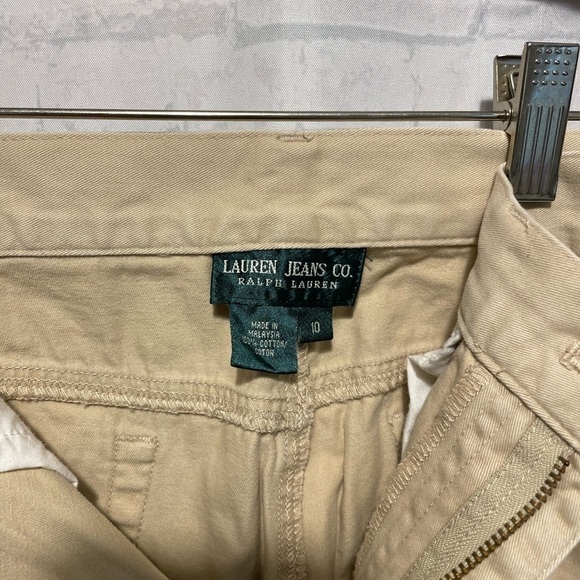 LAUREN JEANS CO.
RALPH LAUREN
MADE IN
MALAYSIA
100% COTTON/
COTON
10